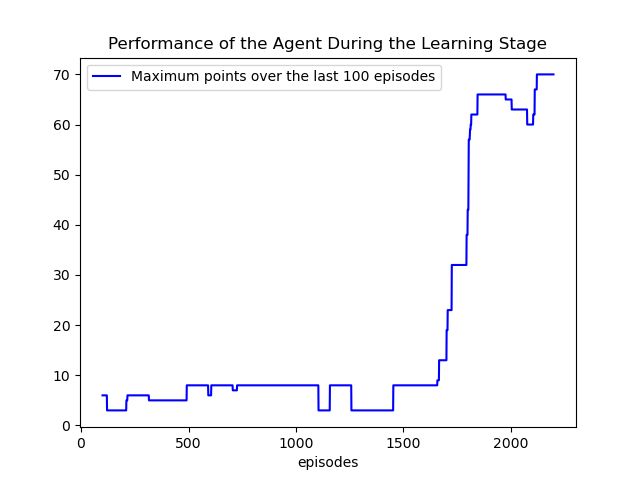 Performance of the Agent During the Learning Stage
Maximum points over the last 100 episodes
70
60
50
40
30
20
10
0
0 500 1000 1500 2000
episodes